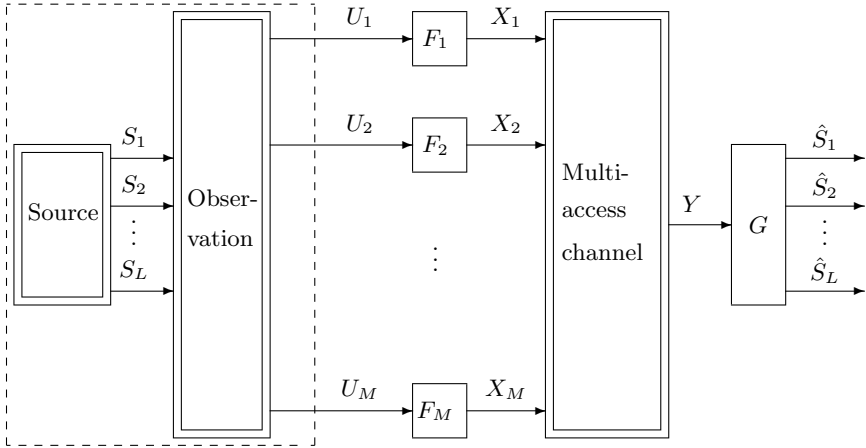 U_1
F_1
X_1
U_2
F_2
X_2
S_1
S_2
⋮
S_L
Source
Obser-
vation
⋮
Multi-
access
channel
Y
G
Ŝ_1
Ŝ_2
⋮
Ŝ_L
U_M
F_M
X_M